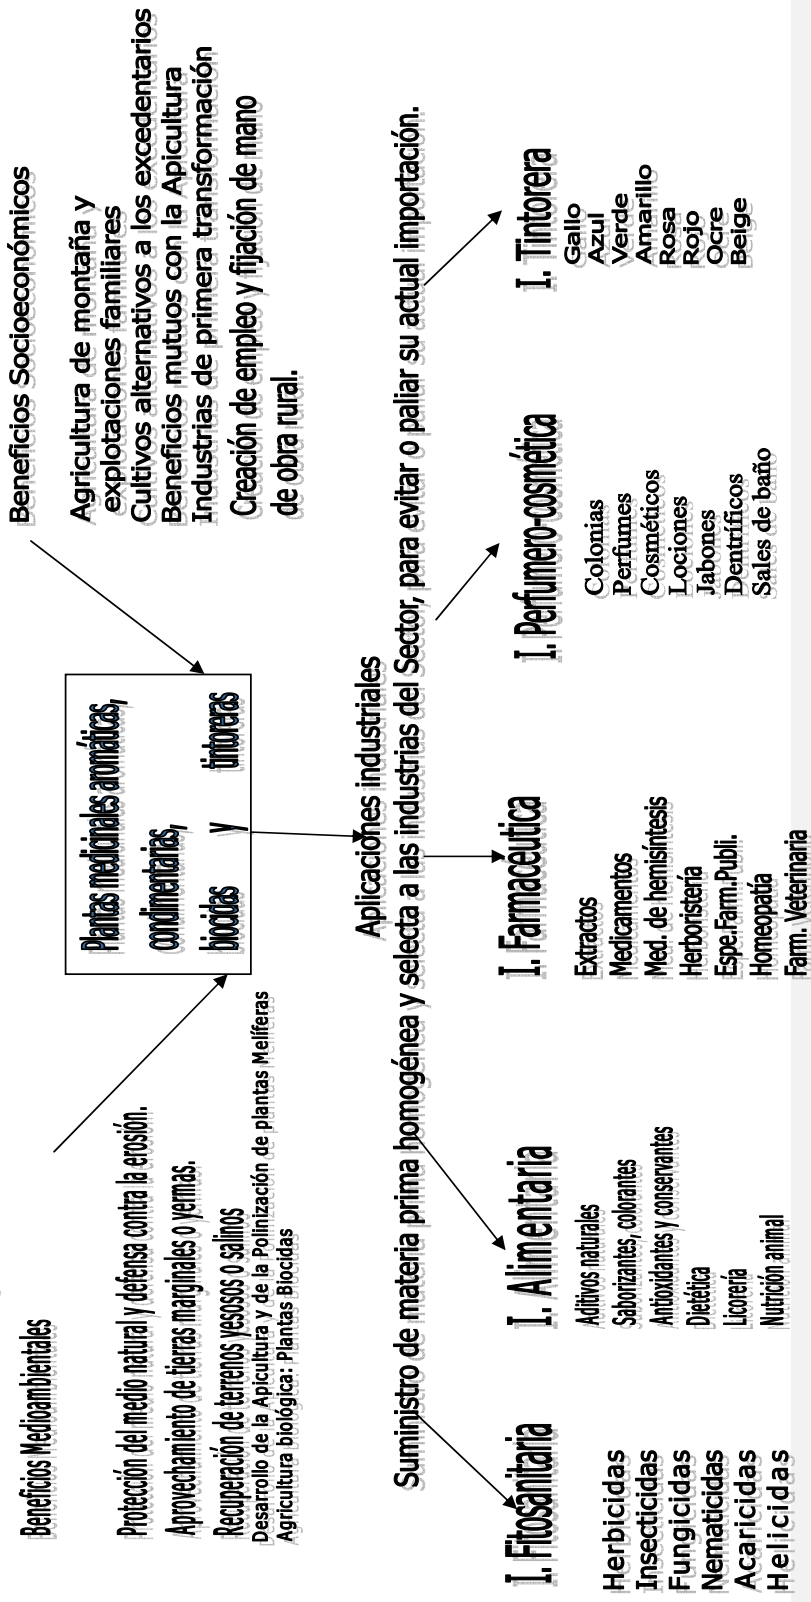 Beneficios Medioambientales
Protección del medio natural y defensa contra la erosión.
Aprovechamiento de tierras marginales o yermas.
Recuperación de terrenos yesosos o salinos
Desarrollo de la Apicultura y de la Polinización de plantas Melíferas
Agricultura biológica: Plantas Biocidas
Plantas medicinales aromáticas,
condimentarias,
biocidas y tintoreras
Beneficios Socioeconómicos
Agricultura de montaña y
explotaciones familiares
Cultivos alternativos a los excedentarios
Beneficios mutuos con la Apicultura
Industrias de primera transformación
Creación de empleo y fijación de mano
de obra rural.
Aplicaciones industriales
Suministro de materia prima homogénea y selecta a las industrias del Sector, para evitar o paliar su actual importación.
I. Fitosanitaria
Herbicidas
Insecticidas
Fungicidas
Nematicidas
Acaricidas
Helicidas
I. Alimentaria
Aditivos naturales
Saborizantes, colorantes
Antioxidantes y conservantes
Dietética
Licorería
Nutrición animal
I. Farmaceutica
Extractos
Medicamentos
Med. de hemisíntesis
Herboristería
Espe.Farm.Publi.
Homeopatía
Farm. Veterinaria
I. Perfumero-cosmética
Colonias
Perfumes
Cosméticos
Lociones
Jabones
Dentríficos
Sales de baño
I. Tintorera
Gallo
Azul
Verde
Amarillo
Rosa
Rojo
Ocre
Beige